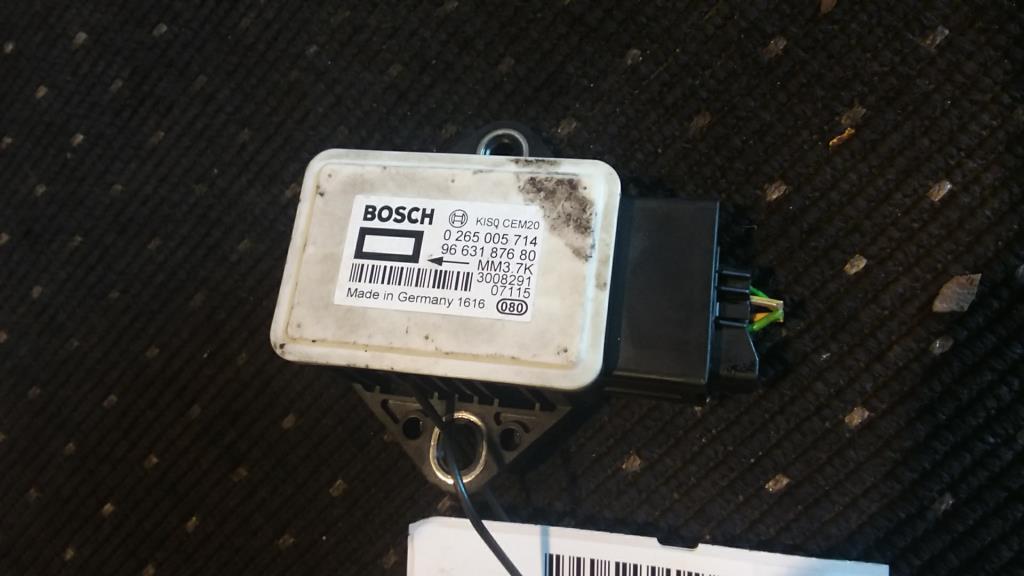 BOSCH KIS0 CEM20
0 265 005 714
96 631 876 80
MM3.7K
3008291
07115
Made in Germany 1616 080